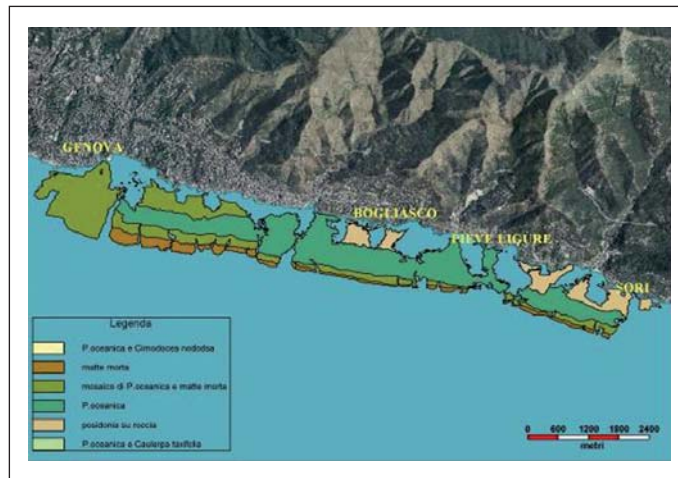 GENOVA
BOGLIASCO
PIEVE LIGURE
SORI
Legenda
P.oceanica e Cimodocea nododsa
matte morta
mosaico di P.oceanica e matte morta
P.oceanica
posidonia su roccia
P.oceanica e Caulerpa taxifolia
0 600 1200 1800 2400
metri